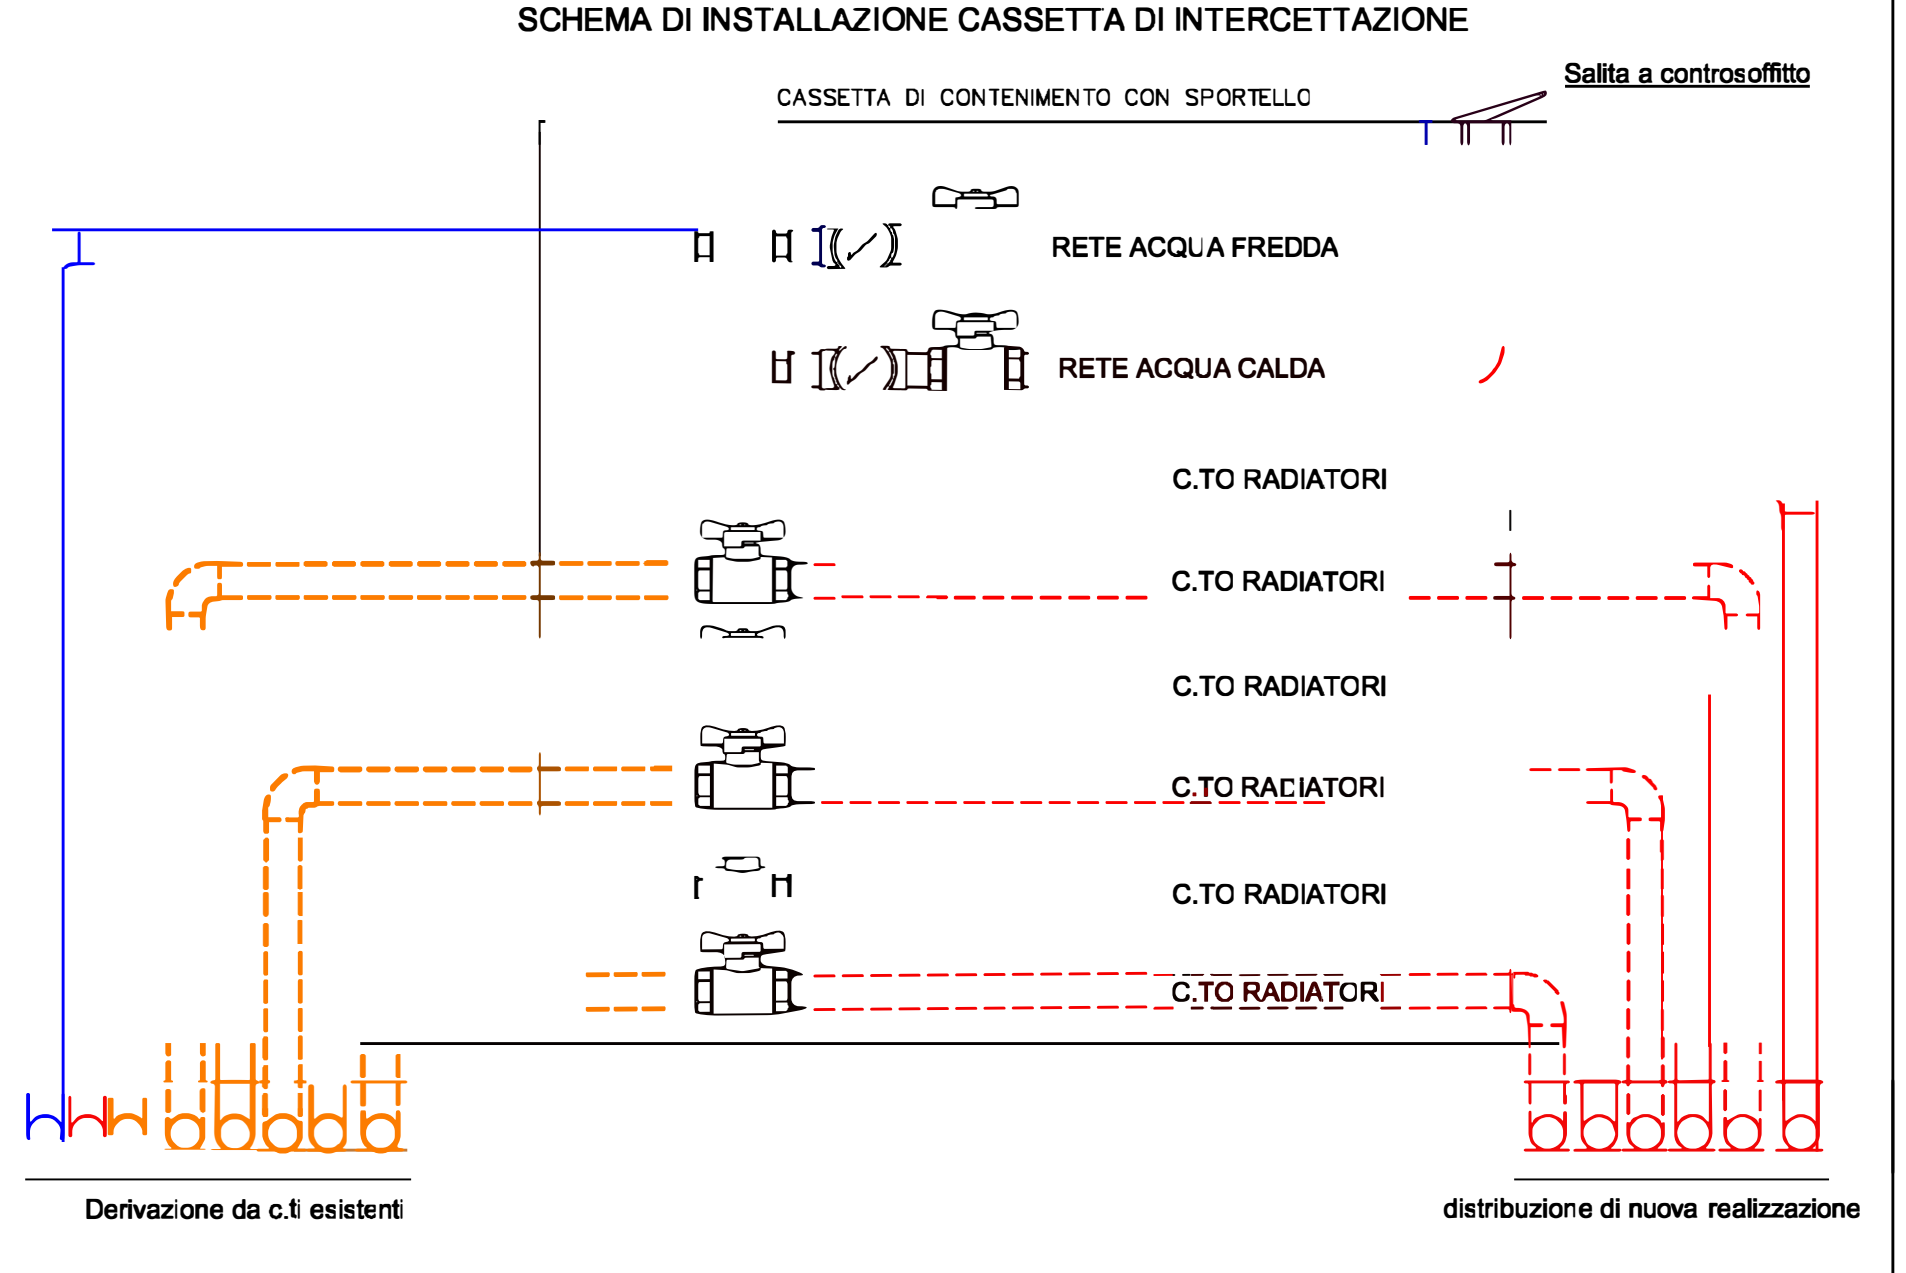 SCHEMA DI INSTALLAZIONE CASSETTA DI INTERCETTAZIONE
Salita a controsoffitto
CASSETTA DI CONTENIMENTO CON SPORTELLO
RETE ACQUA FREDDA
RETE ACQUA CALDA
C.TO RADIATORI
C.TO RADIATORI
C.TO RADIATORI
C.TO RADIATORI
C.TO RADIATORI
C.TO RADIATORI
Derivazione da c.ti esistenti
distribuzione di nuova realizzazione